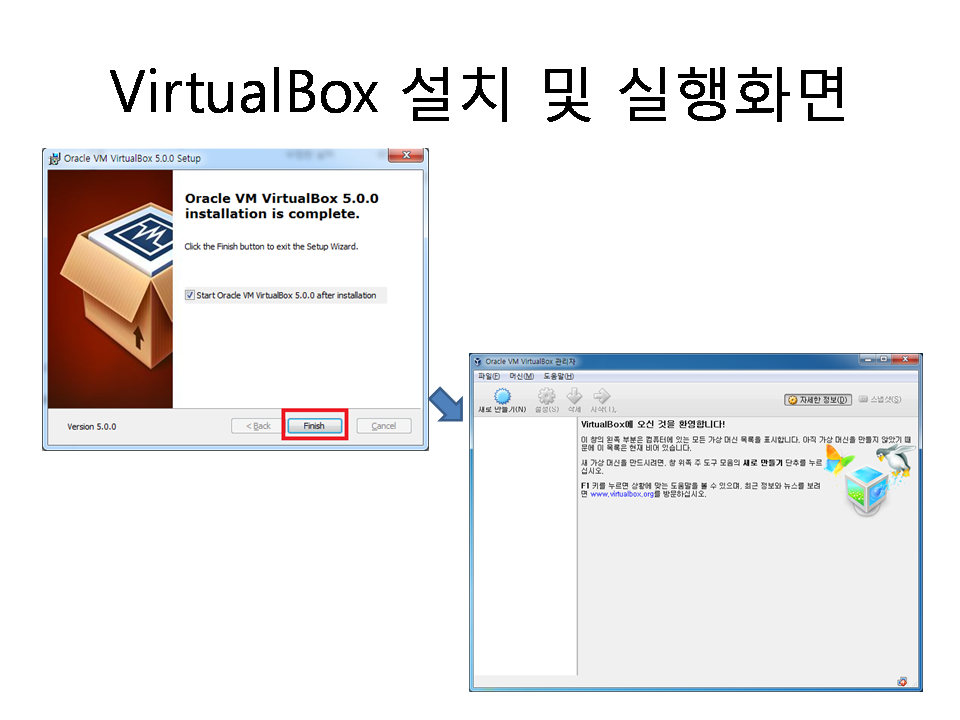 VirtualBox 설치 및 실행화면
Oracle VM VirtualBox 5.0.0 Setup
Oracle VM VirtualBox 5.0.0
installation is complete.
Click the Finish button to exit the Setup Wizard.
Start Oracle VM VirtualBox 5.0.0 after installation
Version 5.0.0
< Back
Finish
Cancel
Oracle VM VirtualBox 관리자
파일(F) 머신(M) 도움말(H)
새로 만들기(N) 설정(S) 삭제 시작(T)
자세한 정보(D) 스냅샷(S)
VirtualBox에 오신 것을 환영합니다!
이 창의 왼쪽 부분은 컴퓨터에 있는 모든 가상 머신 목록을 표시합니다. 아직 가상 머신을 만들지 않았기 때
문에 이 목록은 현재 비어 있습니다.
새 가상 머신을 만드시려면, 창 위쪽 주 도구 모음의 새로 만들기 단추를 누르
십시오.
F1 키를 누르면 상황에 맞는 도움말을 볼 수 있으며, 최근 정보와 뉴스를 보려
면 www.virtualbox.org를 방문하십시오.